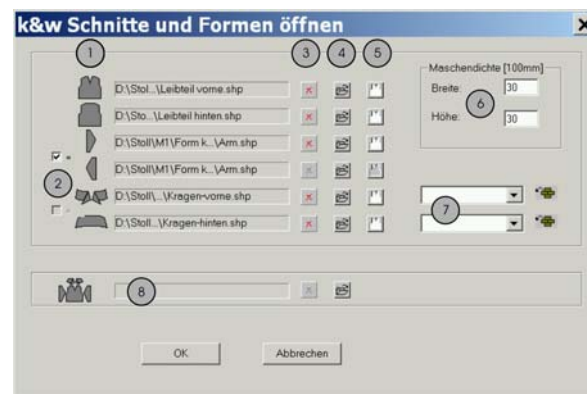 k&w Schnitte und Formen öffnen
1
3
4
5
Maschendichte [100mm]
D:\Stol...\Leibteil vorne.shp
Breite:
30
6
D:\Sto...\Leibteil hinten.shp
Höhe:
30
D:\Stoll\M1\Form k...\Arm.shp
=
D:\Stoll\M1\Form k...\Arm.shp
2
D:\Stoll\...\Kragen-vorne.shp
7
=
D:\Stoll...\Kragen-hinten.shp
8
OK
Abbrechen